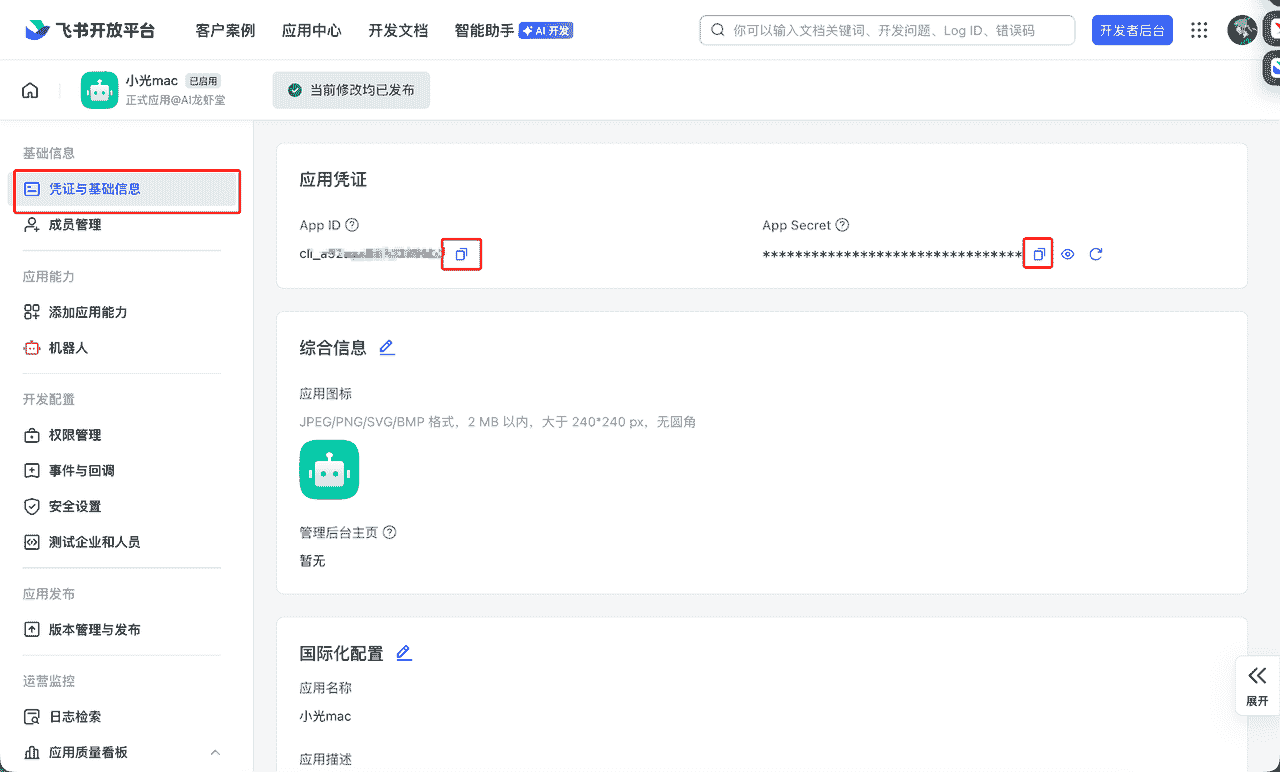 飞书开放平台
客户案例
应用中心
开发文档
智能助手
AI 开发
你可以输入文档关键词、开发问题、Log ID、错误码
开发者后台
小光mac
已启用
正式应用@AI龙虾堂
当前修改均已发布
基础信息
凭证与基础信息
成员管理
应用能力
添加应用能力
机器人
开发配置
权限管理
事件与回调
安全设置
测试企业和人员
应用发布
版本管理与发布
运营监控
日志检索
应用质量看板
应用凭证
App ID
App Secret
cli_a92
********************************
综合信息
应用图标
JPEG/PNG/SVG/BMP 格式，2 MB 以内，大于 240*240 px，无圆角
管理后台主页
暂无
国际化配置
应用名称
小光mac
应用描述
展开